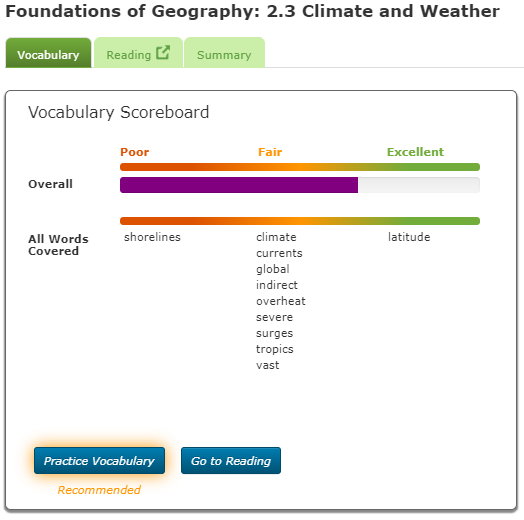 Foundations of Geography: 2.3 Climate and Weather
Vocabulary
Reading
Summary
Vocabulary Scoreboard
Poor Fair Excellent
Overall
All Words Covered
shorelines
climate
currents
global
indirect
overheat
severe
surges
tropics
vast
latitude
Practice Vocabulary
Go to Reading
Recommended